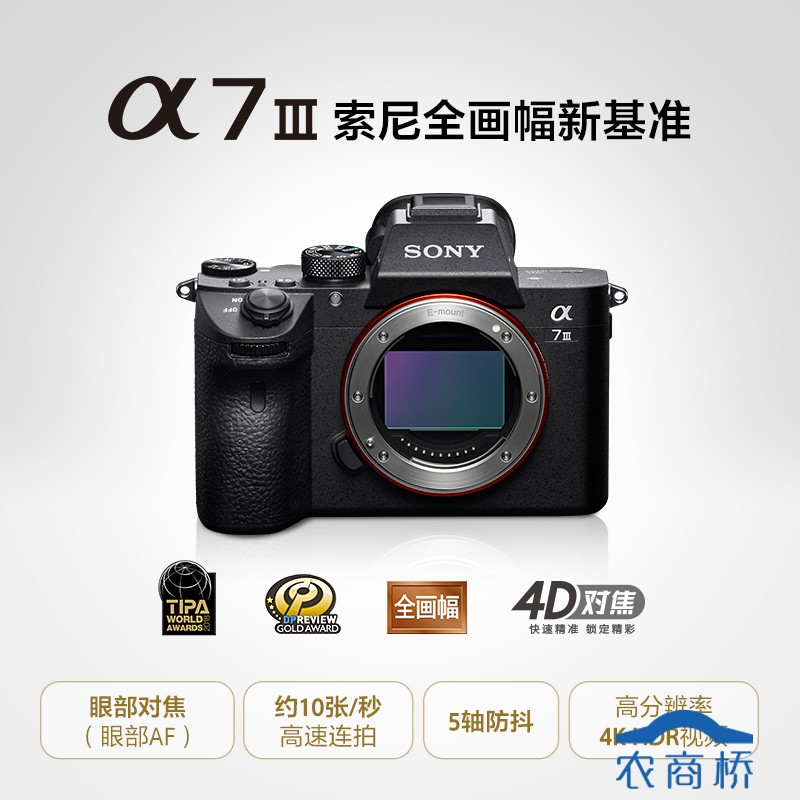 α7III 索尼全画幅新基准
SONY
E-mount
ON
OFF
α
7III
TIPA
WORLD
AWARDS 2018
DPREVIEW
GOLD AWARD
全画幅
4D对焦
快速精准 锁定精彩
眼部对焦
（眼部AF）
约10张/秒
高速连拍
5轴防抖
高分辨率
4K HDR视频
农商桥